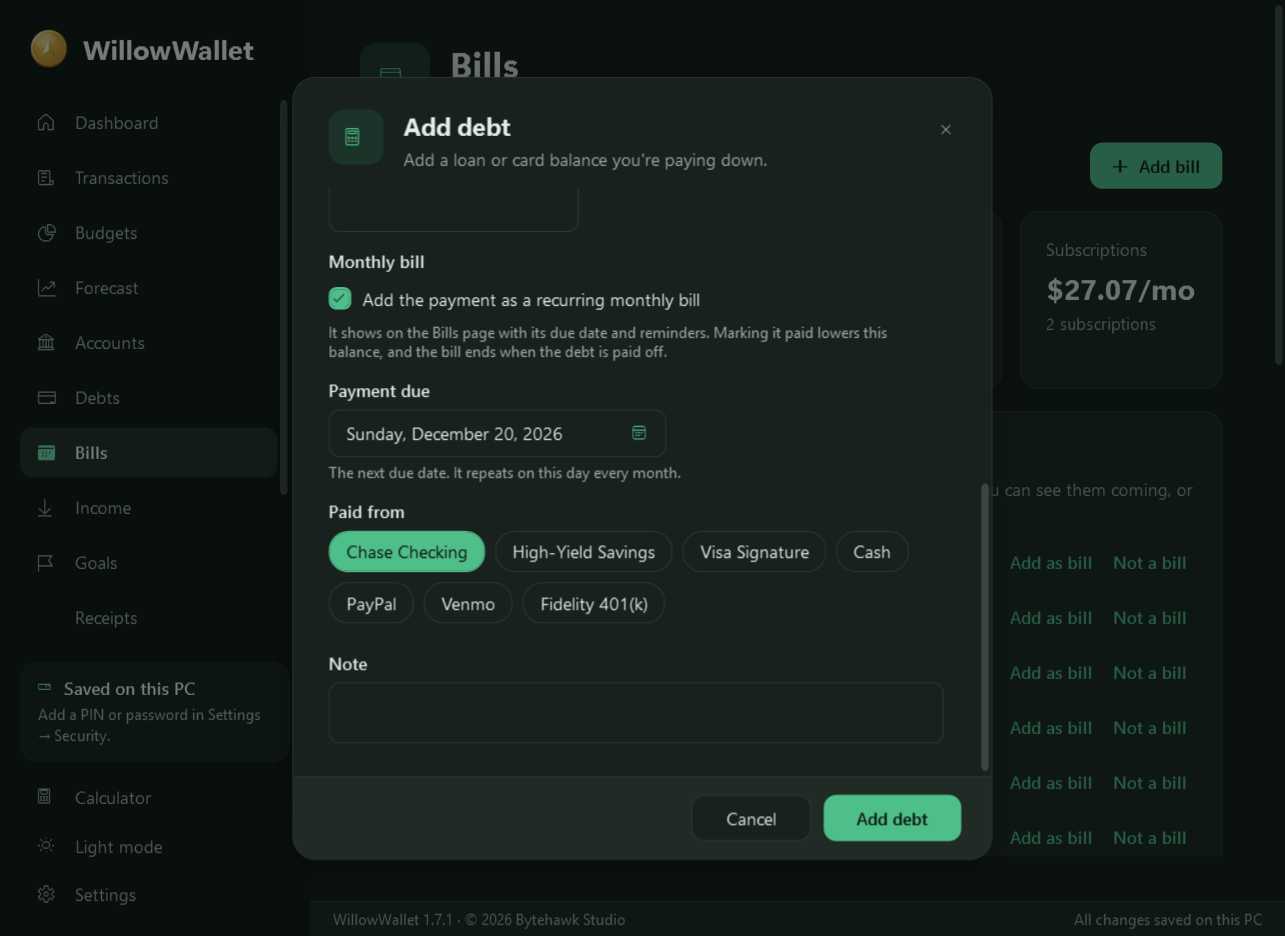 WillowWallet
Dashboard
Transactions
Budgets
Forecast
Accounts
Debts
Bills
Income
Goals
Receipts
Saved on this PC
Add a PIN or password in Settings
→ Security.
Calculator
Light mode
Settings
Bills
+ Add bill
Subscriptions
$27.07/mo
2 subscriptions
u can see them coming, or
Add as bill Not a bill
Add as bill Not a bill
Add as bill Not a bill
Add as bill Not a bill
Add as bill Not a bill
Add as bill Not a bill
Add debt
Add a loan or card balance you're paying down.
Monthly bill
Add the payment as a recurring monthly bill
It shows on the Bills page with its due date and reminders. Marking it paid lowers this
balance, and the bill ends when the debt is paid off.
Payment due
Sunday, December 20, 2026
The next due date. It repeats on this day every month.
Paid from
Chase Checking High-Yield Savings Visa Signature Cash
PayPal Venmo Fidelity 401(k)
Note
Cancel Add debt
WillowWallet 1.7.1 · © 2026 Bytehawk Studio
All changes saved on this PC